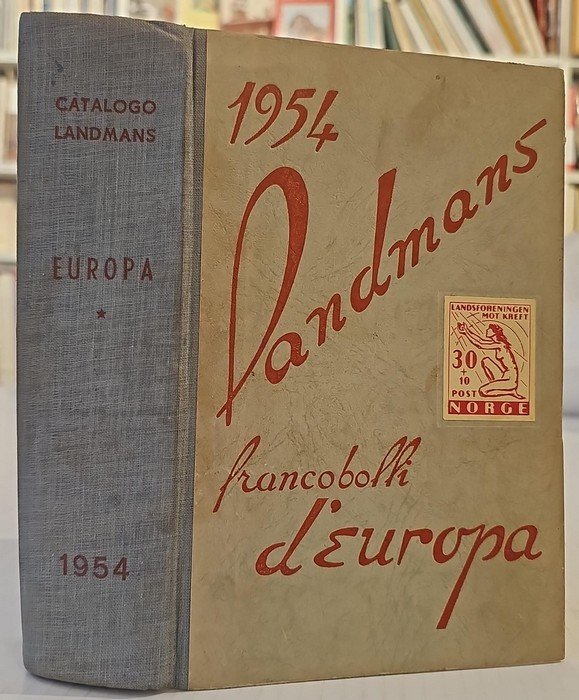 CATALOGO
LANDMANS
EUROPA
*
1954
1954
Landmans
LANDSFORENINGEN
MOT KREFT
30
+
10
POST
NORGE
francobolli
d'Europa